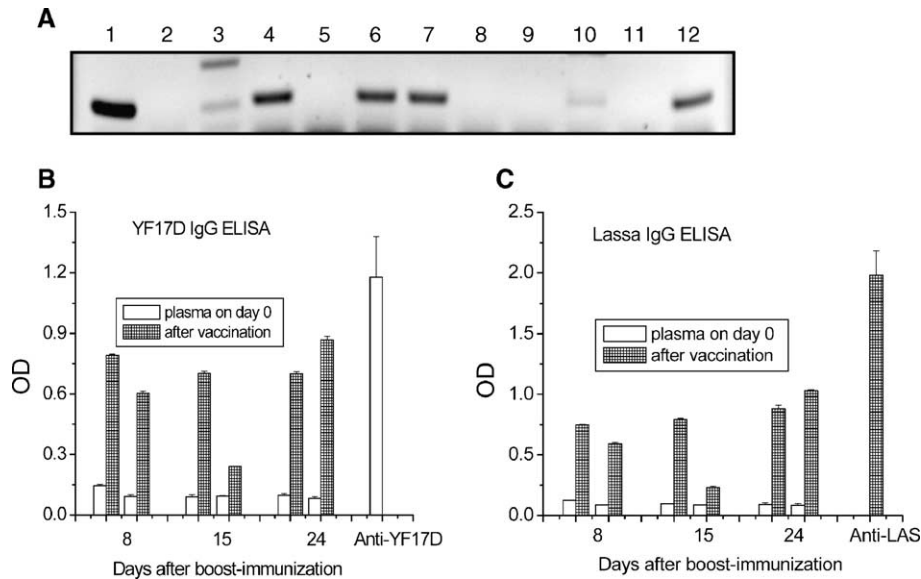 A
1 2 3 4 5 6 7 8 9 10 11 12
B
YF17D IgG ELISA
plasma on day 0
after vaccination
OD
1.5
1.2
0.9
0.6
0.3
0.0
8 15 24 Anti-YF17D
Days after boost-immunization
C
Lassa IgG ELISA
plasma on day 0
after vaccination
OD
2.5
2.0
1.5
1.0
0.5
0.0
8 15 24 Anti-LAS
Days after boost-immunization